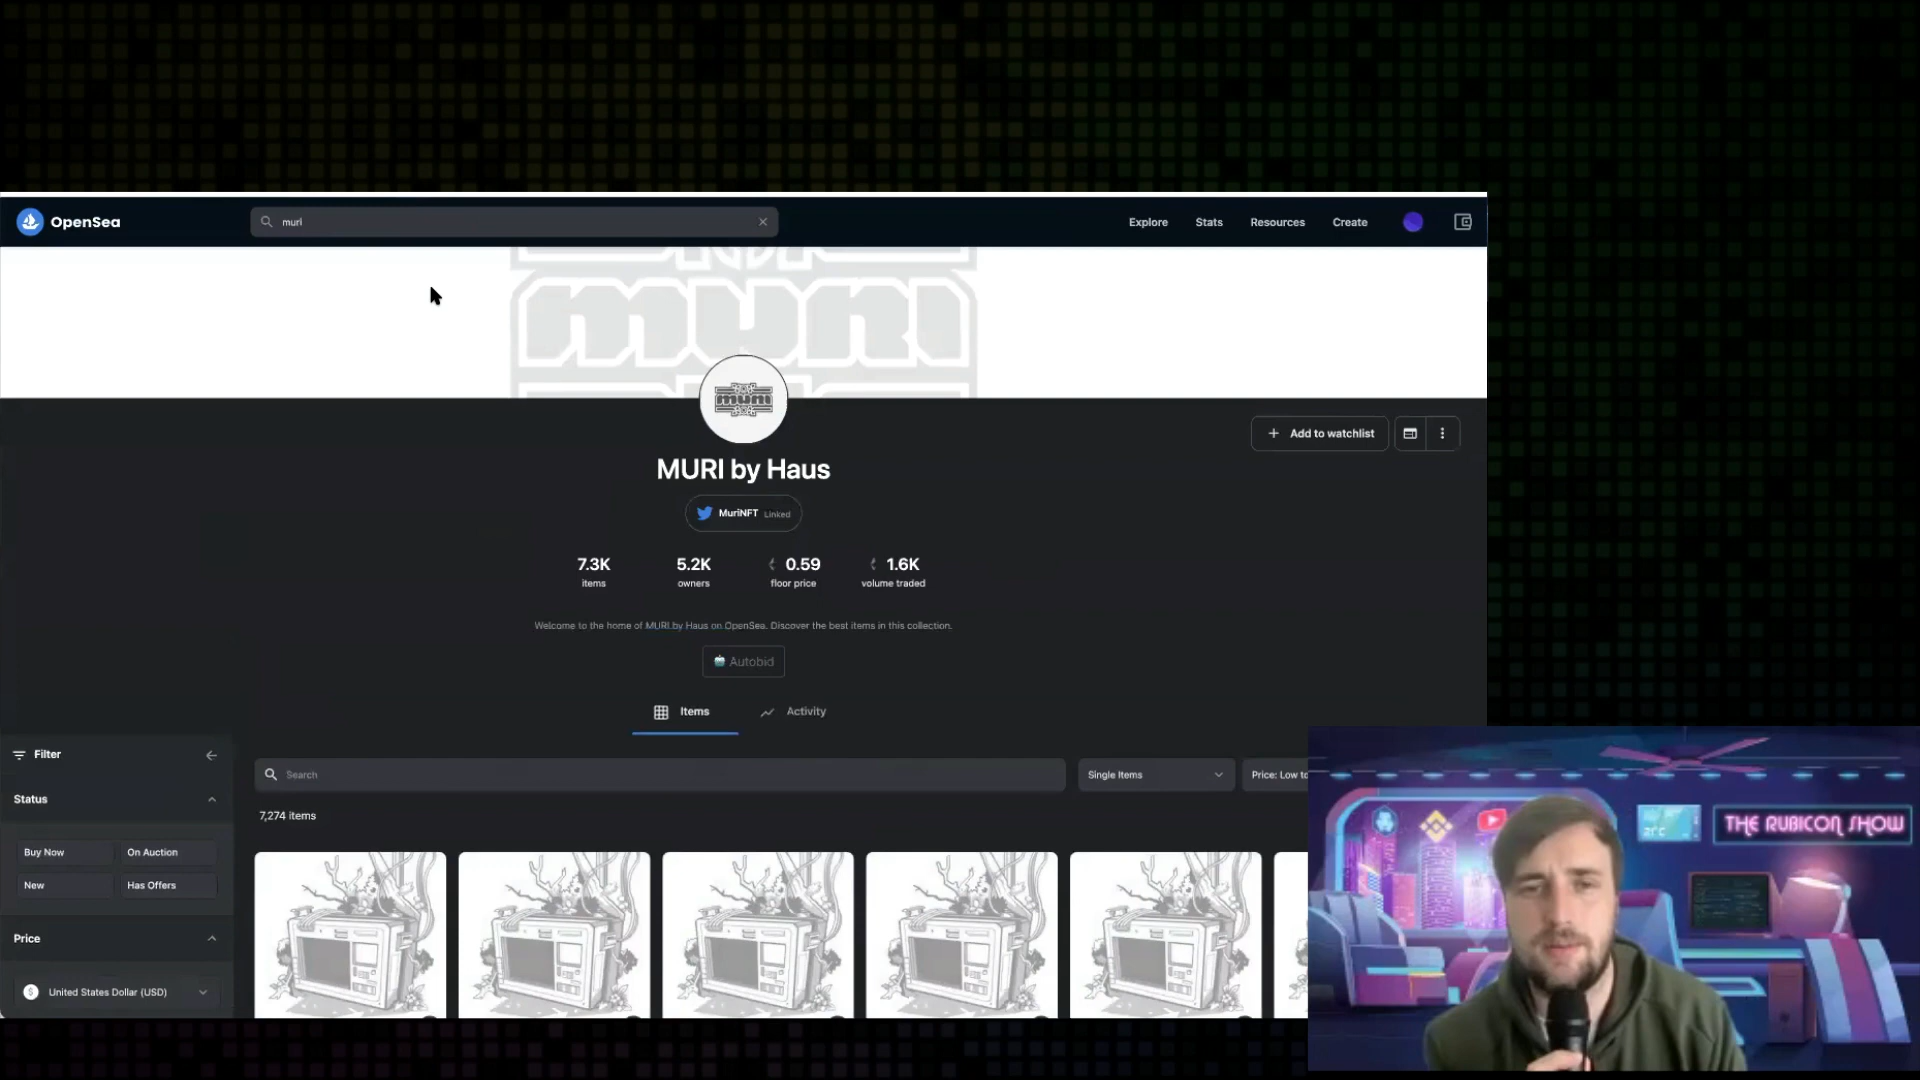 OpenSea
muri
Explore
Stats
Resources
Create
MURI
MURI
MURI by Haus
MuriNFT Linked
7.3K
items
5.2K
owners
0.59
floor price
1.6K
volume traded
Welcome to the home of MURI by Haus on OpenSea. Discover the best items in this collection.
Add to watchlist
Autobid
Items
Activity
Filter
Status
Buy Now
On Auction
New
Has Offers
Price
$ United States Dollar (USD)
Search
Single Items
Price: Low to
7,274 items
THE RUBICON SHOW
21°C